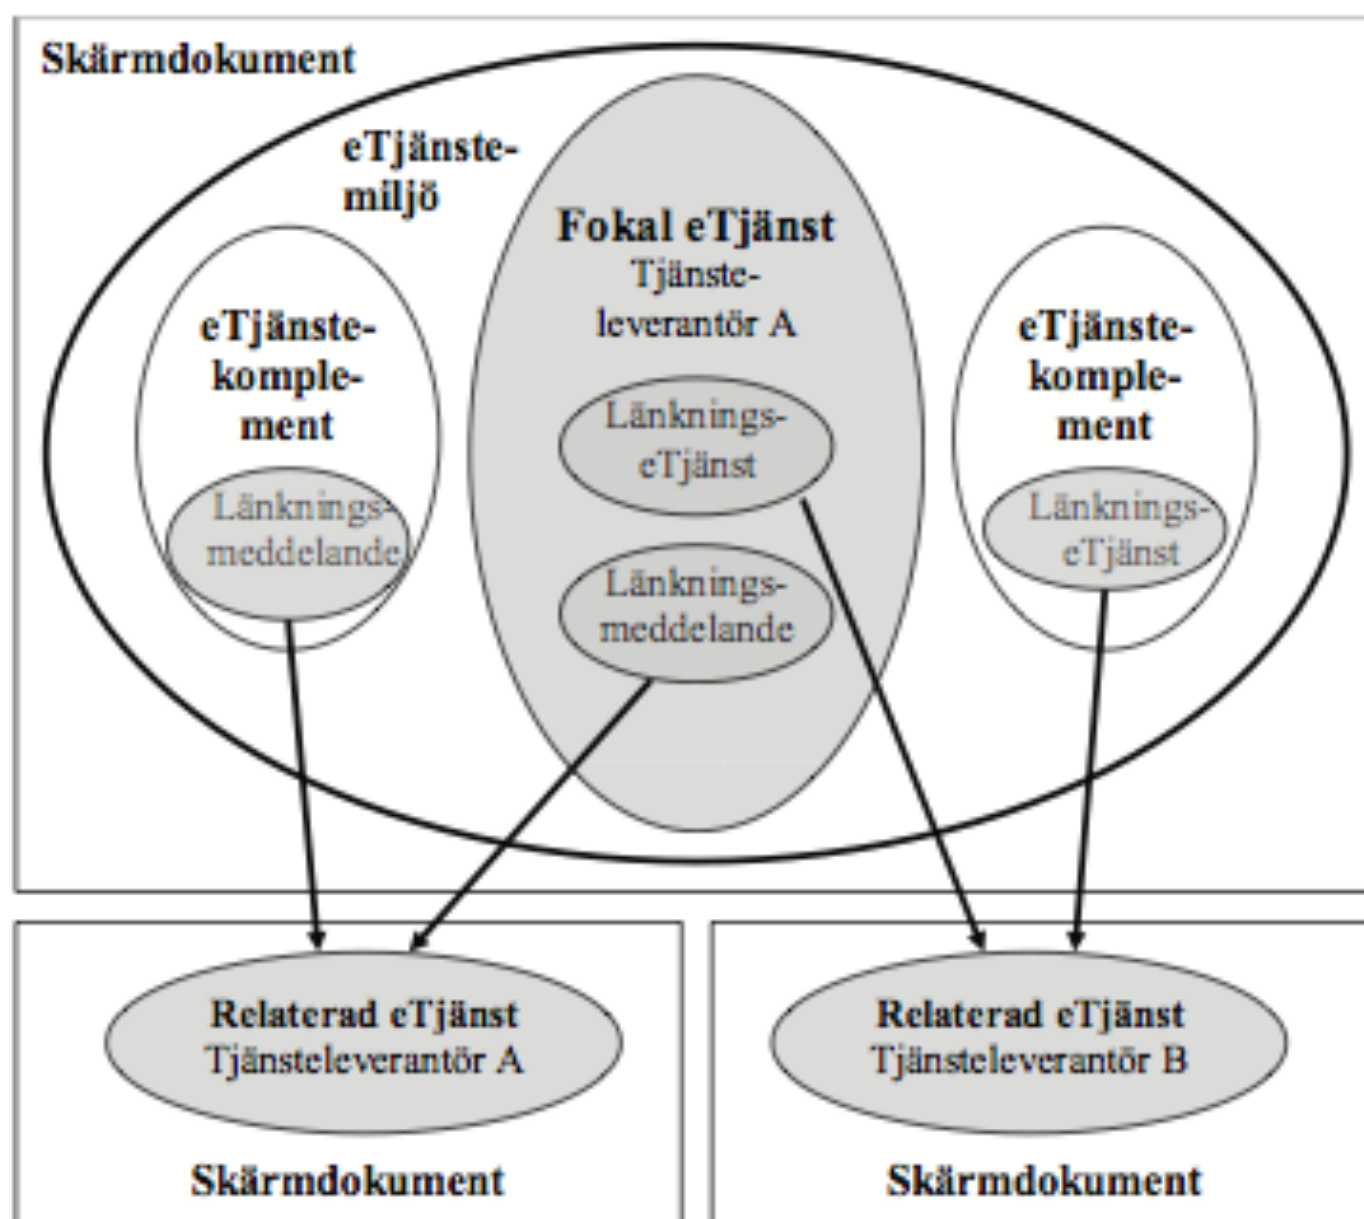 Skärmdokument
eTjänste-
miljö
Fokal eTjänst
Tjänste-
leverantör A
eTjänste-
komple-
ment
Länknings-
meddelande
Länknings-
eTjänst
Länknings-
meddelande
eTjänste-
komple-
ment
Länknings-
eTjänst
Relaterad eTjänst
Tjänsteleverantör A
Skärmdokument
Relaterad eTjänst
Tjänsteleverantör B
Skärmdokument